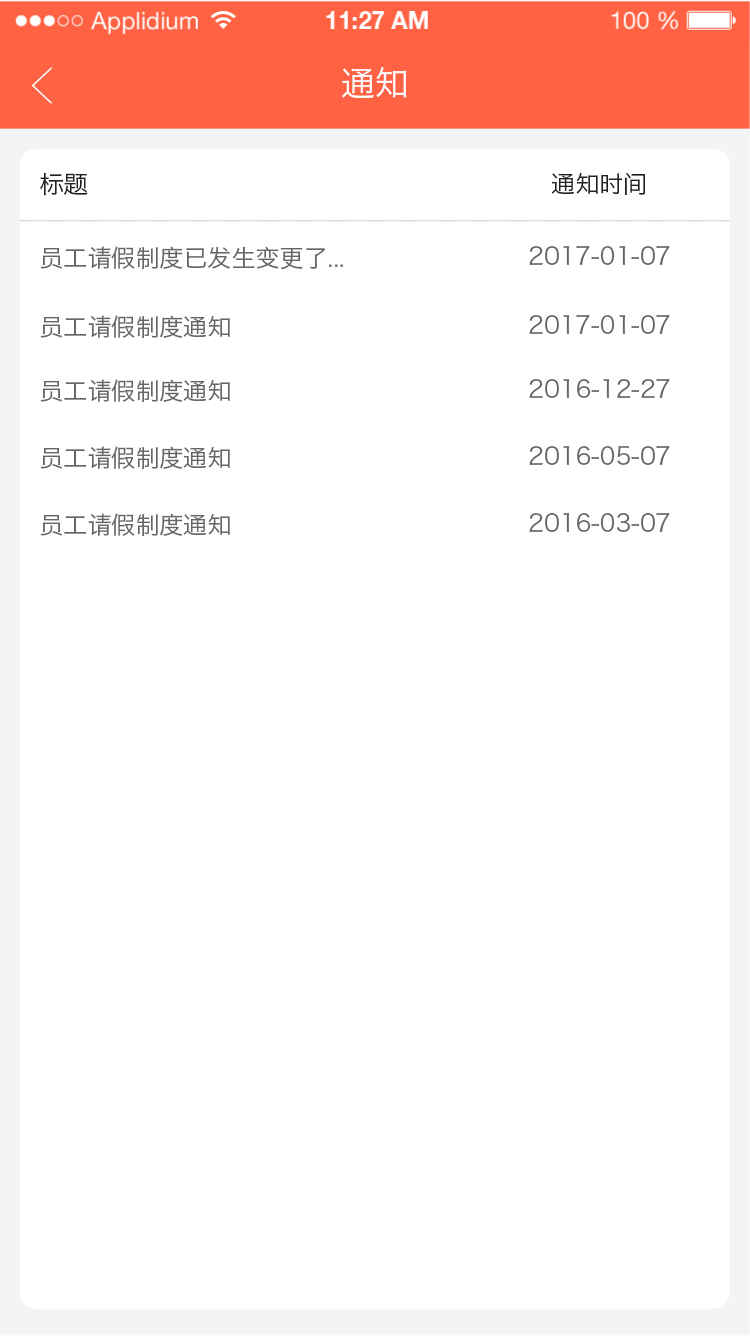 Applidium 11:27 AM 100 %
通知
标题 通知时间
员工请假制度已发生变更了... 2017-01-07
员工请假制度通知 2017-01-07
员工请假制度通知 2016-12-27
员工请假制度通知 2016-05-07
员工请假制度通知 2016-03-07